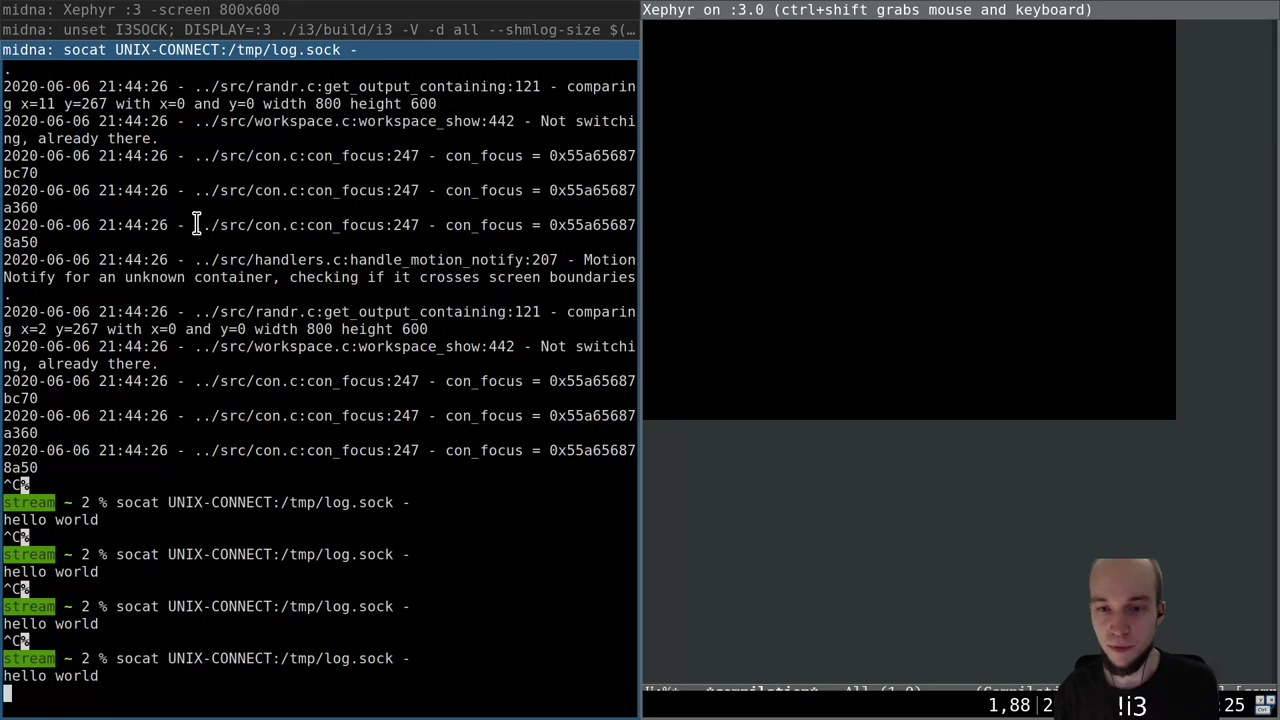 midna: Xephyr :3 -screen 800x600
midna: unset I3SOCK; DISPLAY=:3 ./i3/build/i3 -V -d all --shmlog-size $(…
midna: socat UNIX-CONNECT:/tmp/log.sock -
Xephyr on :3.0 (ctrl+shift grabs mouse and keyboard)
.
2020-06-06 21:44:26 - ../src/randr.c:get_output_containing:121 - comparin
g x=11 y=267 with x=0 and y=0 width 800 height 600
2020-06-06 21:44:26 - ../src/workspace.c:workspace_show:442 - Not switchi
ng, already there.
2020-06-06 21:44:26 - ../src/con.c:con_focus:247 - con_focus = 0x55a65687
bc70
2020-06-06 21:44:26 - ../src/con.c:con_focus:247 - con_focus = 0x55a65687
a360
2020-06-06 21:44:26 - ../src/con.c:con_focus:247 - con_focus = 0x55a65687
8a50
2020-06-06 21:44:26 - ../src/handlers.c:handle_motion_notify:207 - Motion
Notify for an unknown container, checking if it crosses screen boundaries
.
2020-06-06 21:44:26 - ../src/randr.c:get_output_containing:121 - comparin
g x=2 y=267 with x=0 and y=0 width 800 height 600
2020-06-06 21:44:26 - ../src/workspace.c:workspace_show:442 - Not switchi
ng, already there.
2020-06-06 21:44:26 - ../src/con.c:con_focus:247 - con_focus = 0x55a65687
bc70
2020-06-06 21:44:26 - ../src/con.c:con_focus:247 - con_focus = 0x55a65687
a360
2020-06-06 21:44:26 - ../src/con.c:con_focus:247 - con_focus = 0x55a65687
8a50
^C%
stream ~ 2 % socat UNIX-CONNECT:/tmp/log.sock -
hello world
^C%
stream ~ 2 % socat UNIX-CONNECT:/tmp/log.sock -
hello world
^C%
stream ~ 2 % socat UNIX-CONNECT:/tmp/log.sock -
hello world
^C%
stream ~ 2 % socat UNIX-CONNECT:/tmp/log.sock -
hello world
1,88 2
!i3
:25